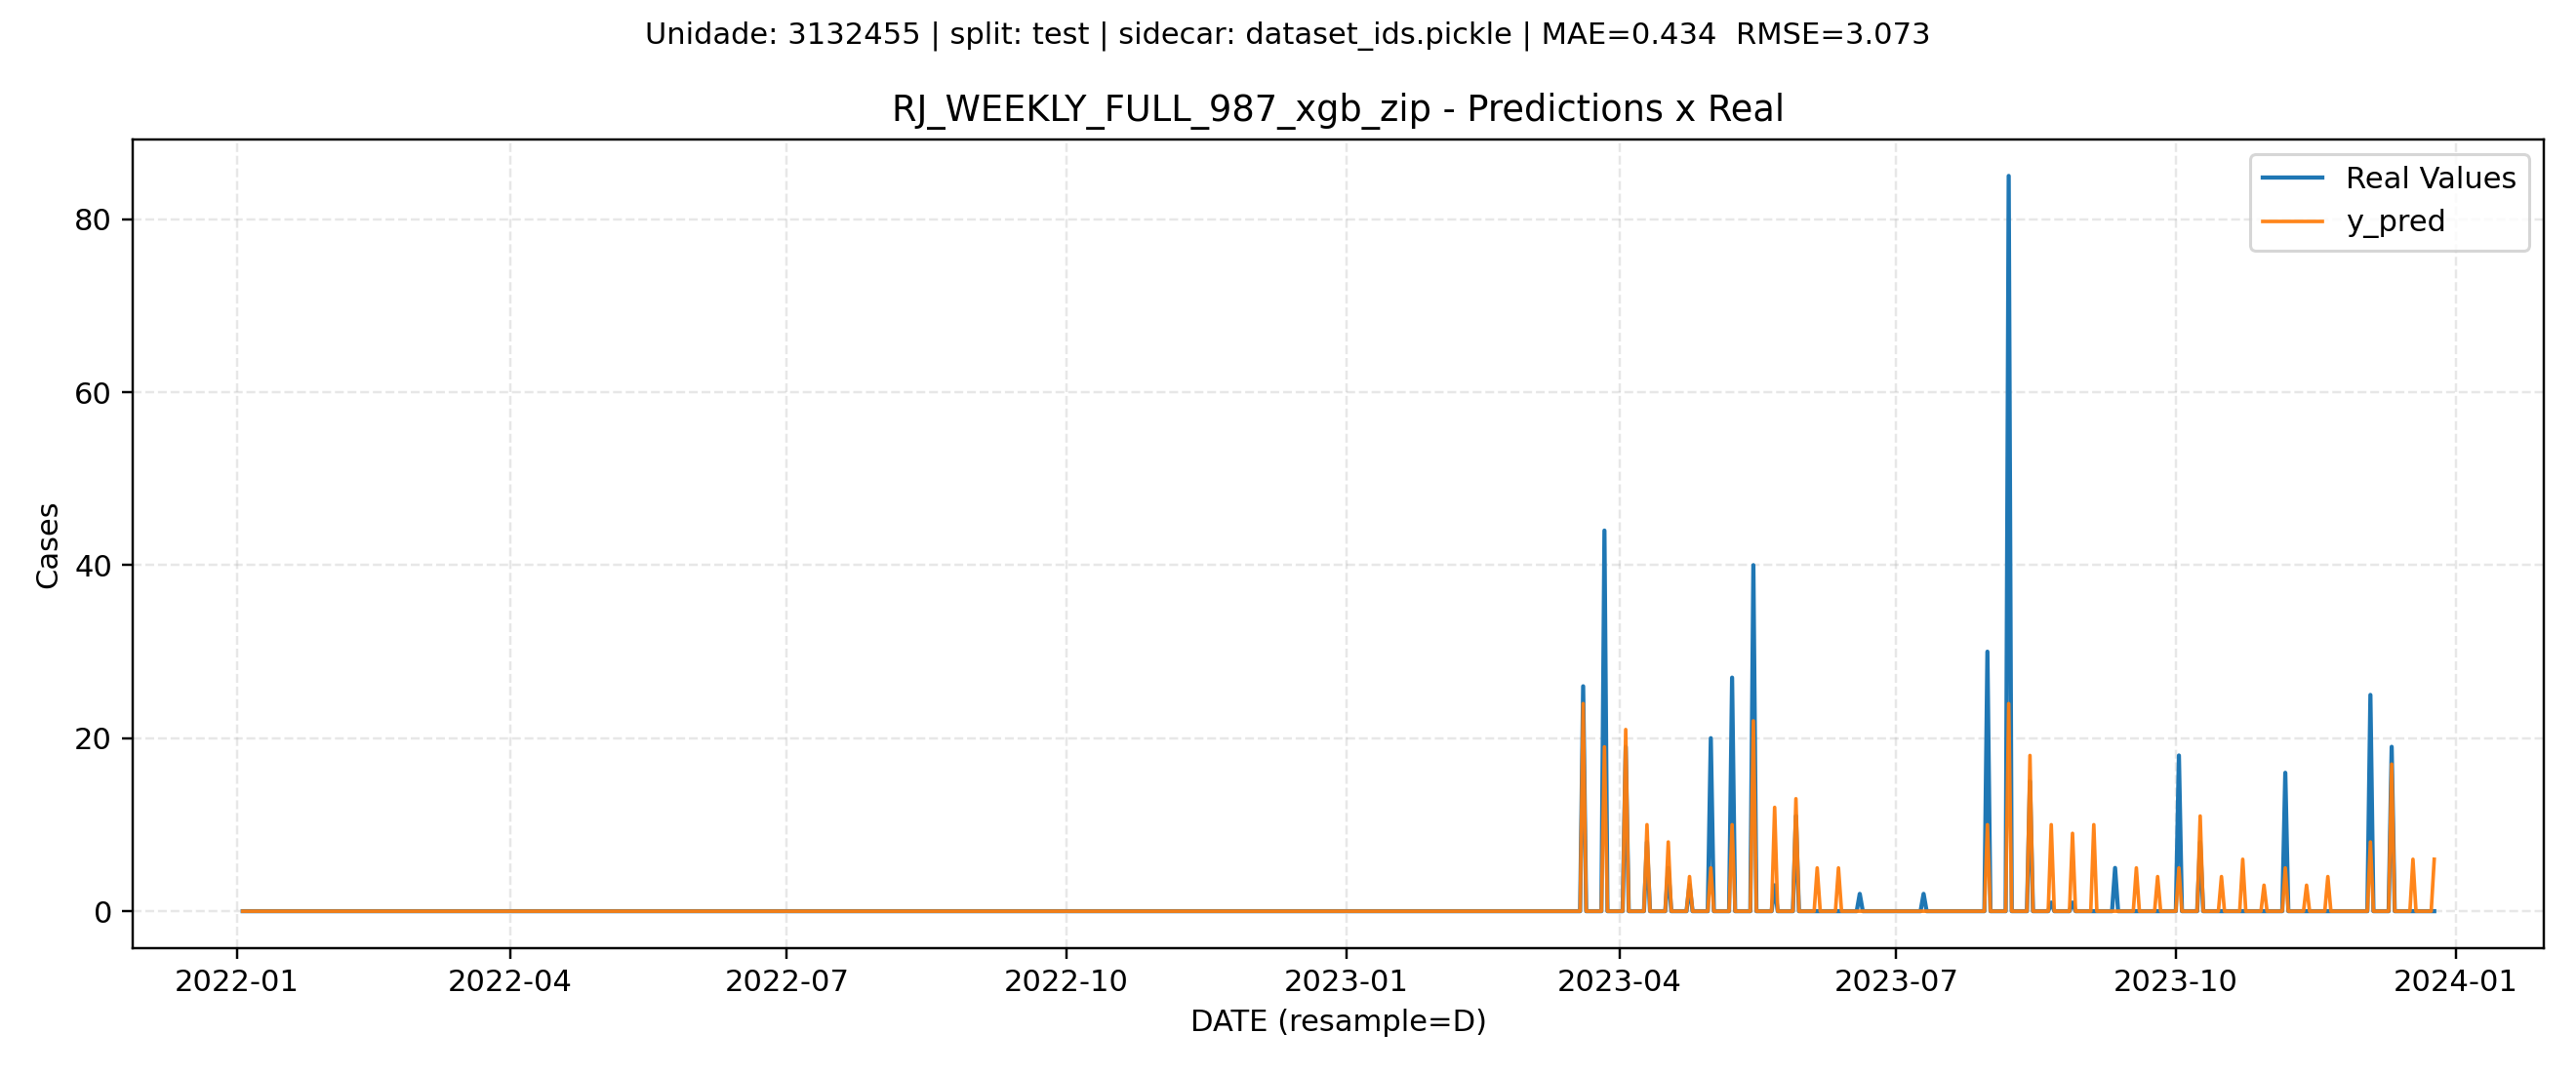 Unidade: 3132455 | split: test | sidecar: dataset_ids.pickle | MAE=0.434  RMSE=3.073
RJ_WEEKLY_FULL_987_xgb_zip - Predictions x Real
Real Values
y_pred
80
60
40
20
0
Cases
2022-01
2022-04
2022-07
2022-10
2023-01
2023-04
2023-07
2023-10
2024-01
DATE (resample=D)